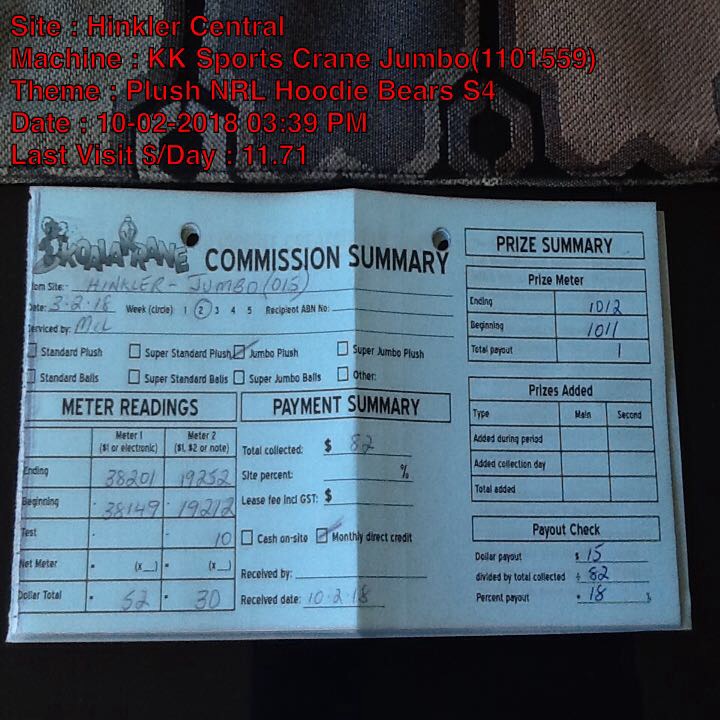 Site : Hinkler Central
Machine : KK Sports Crane Jumbo(1101559)
Theme : Plush NRL Hoodie Bears S4
Date : 10-02-2018 03:39 PM
Last Visit $/Day : 11.71
KOALA KRANE COMMISSION SUMMARY
om Site: HINKLER - JUMBO (015)
ate: 3-2-18 Week (circle) 1 2 3 4 5 Recipient ABN No:
erviced by:
Standard Plush Super Standard Plush Jumbo Plush Super Jumbo Plush
Standard Balls Super Standard Balls Super Jumbo Balls Other:
METER READINGS
Meter 1 Meter 2
($1 or electronic) ($1, $2 or note)
Ending 38201 19252
Beginning 38149 19212
Test 10
Net Meter = (x__) = (x__)
Dollar Total = 52 = 30
PAYMENT SUMMARY
Total collected: $ 82
Site percent: %
Lease fee incl GST: $
Cash on-site Monthly direct credit
Received by:
Received date: 10-2-18
PRIZE SUMMARY
Prize Meter
Ending 1012
Beginning 1011
Total payout 1
Prizes Added
Type Main Second
Added during period
Added collection day
Total added
Payout Check
Dollar payout $ 15
divided by total collected ÷ 82
Percent payout = 18 %